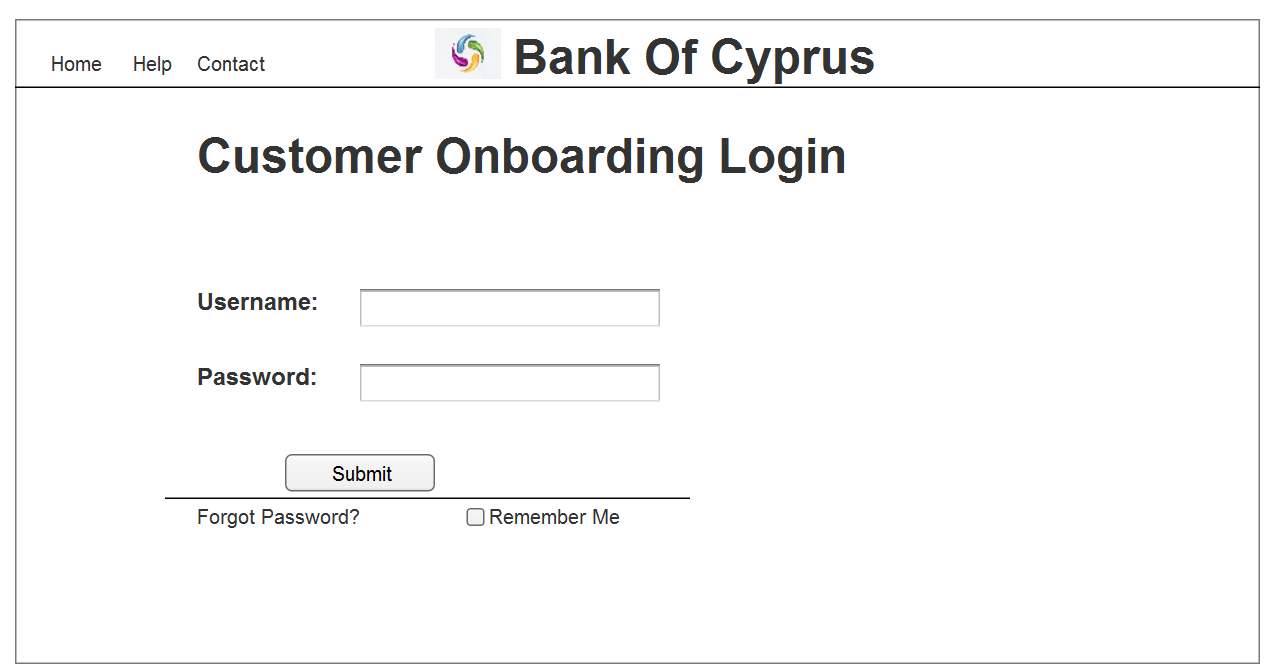 Home Help Contact Bank Of Cyprus
Customer Onboarding Login
Username:
Password:
Submit
Forgot Password? Remember Me